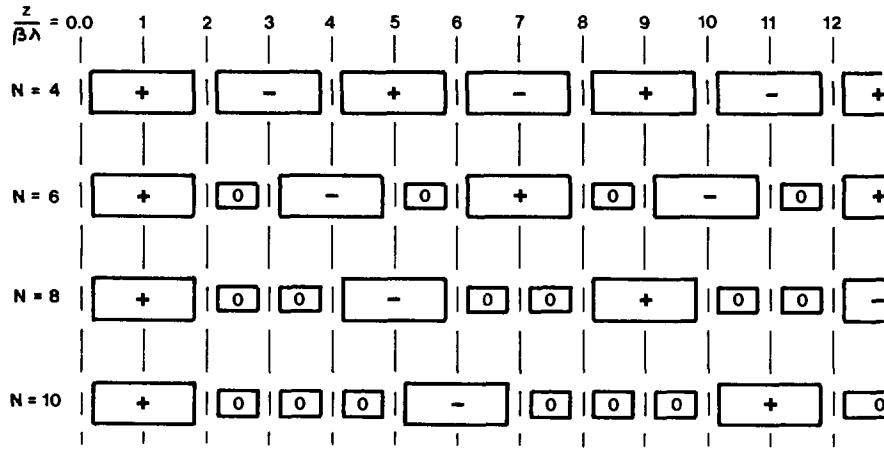 z/βλ = 0.0 1 2 3 4 5 6 7 8 9 10 11 12
N = 4 + - + - + - +
N = 6 + 0 - 0 + 0 - 0 +
N = 8 + 0 0 - 0 0 + 0 0 -
N = 10 + 0 0 0 - 0 0 0 + 0